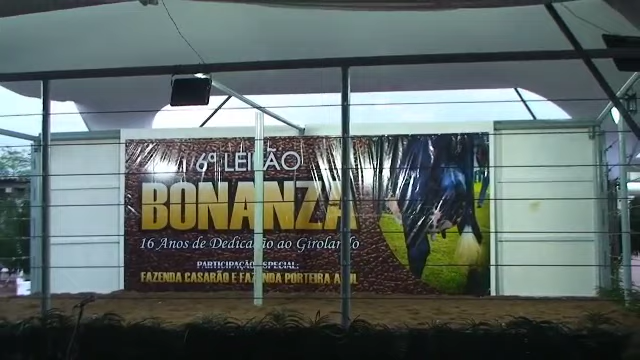 6º LEILÃO
BONANZA
16 Anos de Dedicação ao Girolando
PARTICIPAÇÃO ESPECIAL:
FAZENDA CASARÃO E FAZENDA PORTEIRA AZUL